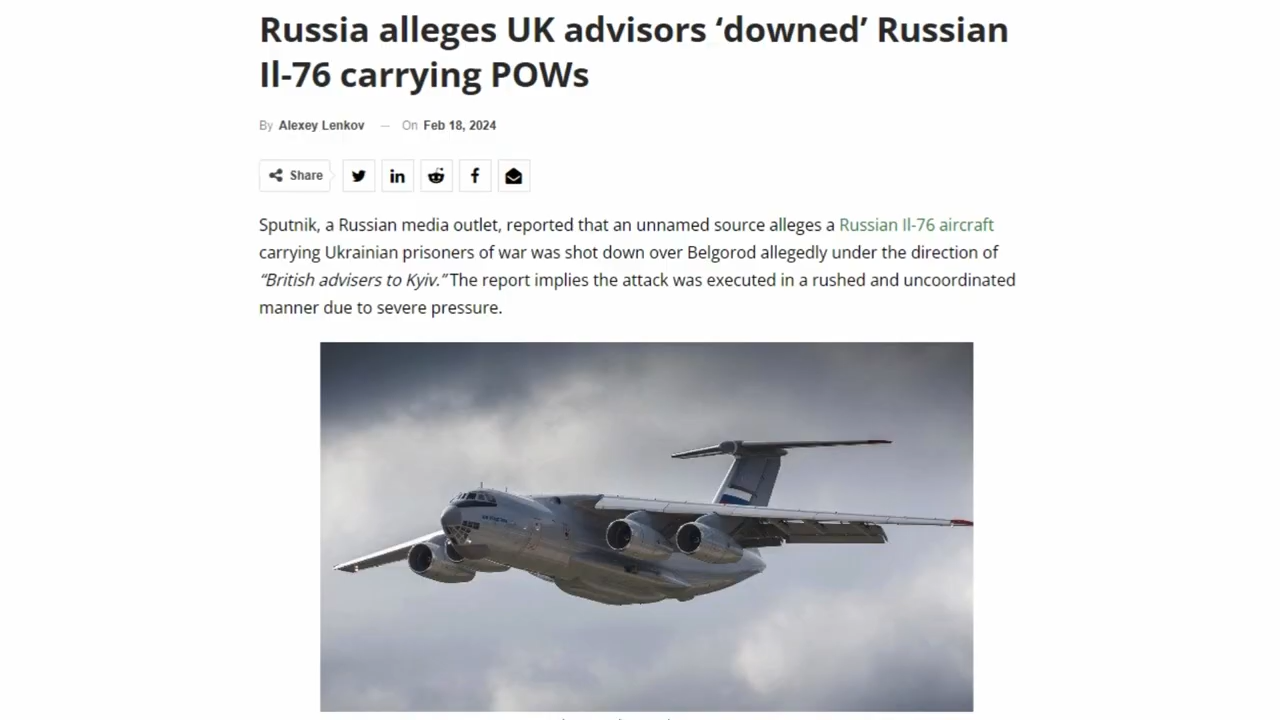 Russia alleges UK advisors ‘downed’ Russian
Il-76 carrying POWs
By Alexey Lenkov — On Feb 18, 2024
Share
Sputnik, a Russian media outlet, reported that an unnamed source alleges a Russian Il-76 aircraft
carrying Ukrainian prisoners of war was shot down over Belgorod allegedly under the direction of
“British advisers to Kyiv.” The report implies the attack was executed in a rushed and uncoordinated
manner due to severe pressure.